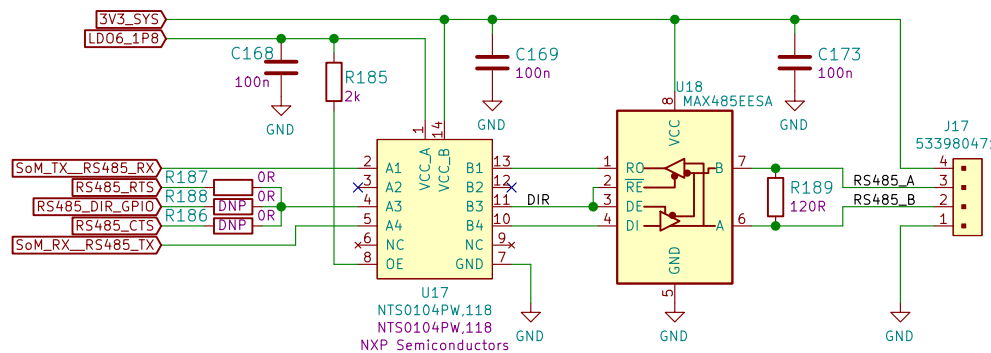 3V3_SYS
LDO6_1P8
C168
100n
GND
R185
2k
C169
100n
GND
C173
100n
GND
U18
MAX485EESA
8
VCC
J17
533980471
1
VCC_A
14
VCC_B
SoM_TX__RS485_RX
RS485_RTS
RS485_DIR_GPIO
RS485_CTS
SoM_RX__RS485_TX
R187
0R
R188
DNP
0R
R186
DNP
0R
2 A1 B1 13
3 A2 B2 12
4 A3 B3 11
5 A4 B4 10
6 NC NC 9
8 OE GND 7
DIR
1 RO B 7
2 RE
3 DE
4 DI A 6
GND
5
GND
R189
120R
RS485_A
RS485_B
4
3
2
1
GND
U17
NTS0104PW,118
NTS0104PW,118
NXP Semiconductors
GND